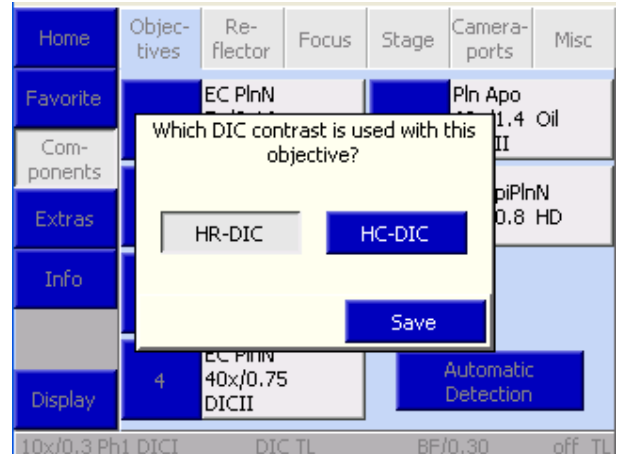 Home
Objec-
tives
Re-
flector
Focus
Stage
Camera-
ports
Misc
Favorite
EC PlnN
Pln Apo
/1.4 Oil
II
Com-
ponents
Which DIC contrast is used with this
objective?
piPlnN
0.8 HD
Extras
HR-DIC
HC-DIC
Info
Save
EC PlnN
4
40x/0.75
DICII
Automatic
Detection
Display
10x/0.3 Ph1 DICI
DIC TL
BF/0.30
off TL